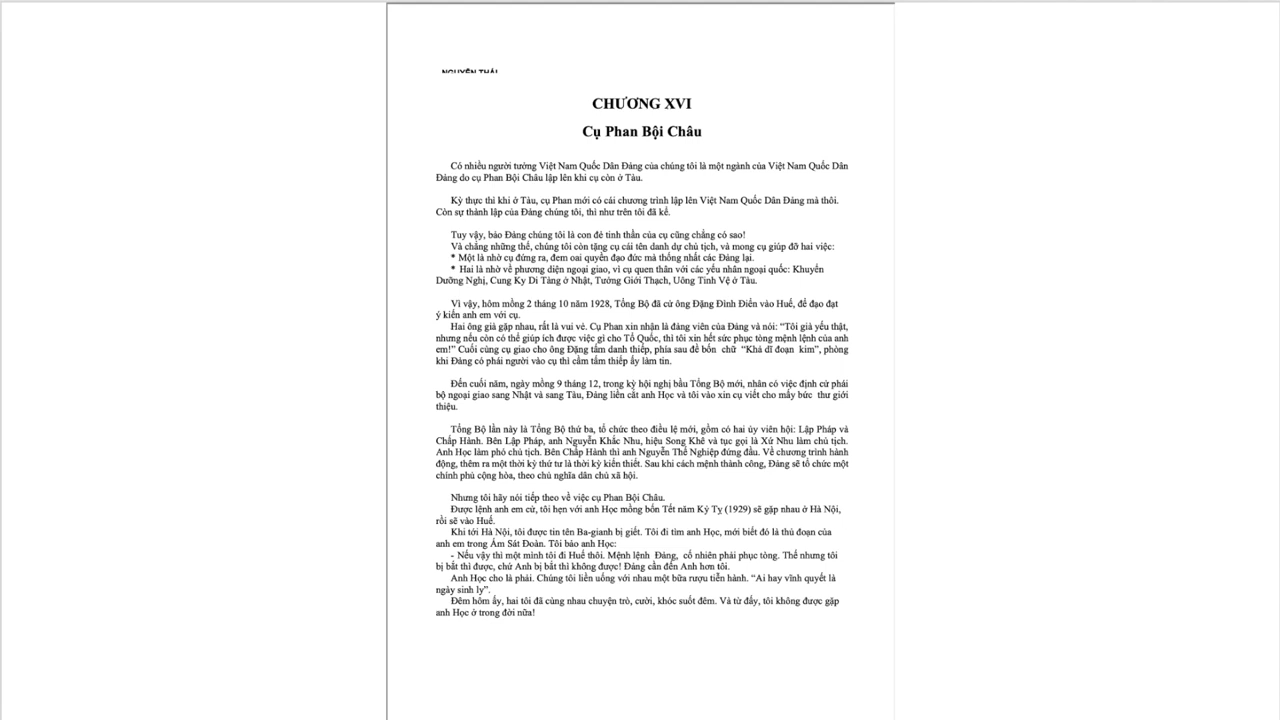 NGUYỄN THÁI
CHƯƠNG XVI
Cụ Phan Bội Châu
Có nhiều người tưởng Việt Nam Quốc Dân Đảng của chúng tôi là một ngành của Việt Nam Quốc Dân
Đảng do cụ Phan Bội Châu lập lên khi cụ còn ở Tàu.
Kỳ thực thì khi ở Tàu, cụ Phan mới có cái chương trình lập lên Việt Nam Quốc Dân Đảng mà thôi.
Còn sự thành lập của Đảng chúng tôi, thì như trên tôi đã kể.
Tuy vậy, bảo Đảng chúng tôi là con đẻ tinh thần của cụ cũng chẳng có sao!
Và chẳng những thế, chúng tôi còn tặng cụ cái tên danh dự chủ tịch, và mong cụ giúp đỡ hai việc:
* Một là nhờ cụ đứng ra, đem oai quyền đạo đức mà thống nhất các Đảng lại.
* Hai là nhờ về phương diện ngoại giao, vì cụ quen thân với các yếu nhân ngoại quốc: Khuyển
Dưỡng Nghị, Cung Kỳ Di Tàng ở Nhật, Tưởng Giới Thạch, Uông Tinh Vệ ở Tàu.
Vì vậy, hôm mồng 2 tháng 10 năm 1928, Tổng Bộ đã cử ông Đặng Đình Điển vào Huế, để đạo đạt
ý kiến anh em với cụ.
Hai ông già gặp nhau, rất là vui vẻ. Cụ Phan xin nhận là đảng viên của Đảng và nói: “Tôi già yếu thật,
nhưng nếu còn có thể giúp ích được việc gì cho Tổ Quốc, thì tôi xin hết sức phục tòng mệnh lệnh của anh
em!” Cuối cùng cụ giao cho ông Đặng tấm danh thiếp, phía sau đề bốn chữ “Khả dĩ đoạn kim”, phòng
khi Đảng có phái người vào cụ thì cầm tấm thiếp ấy làm tin.
Đến cuối năm, ngày mồng 9 tháng 12, trong kỳ hội nghị bầu Tổng Bộ mới, nhân có việc định cử phái
bộ ngoại giao sang Nhật và sang Tàu, Đảng liền cắt anh Học và tôi vào xin cụ viết cho mấy bức thư giới
thiệu.
Tổng Bộ lần này là Tổng Bộ thứ ba, tổ chức theo điều lệ mới, gồm có hai ủy viên hội: Lập Pháp và
Chấp Hành. Bên Lập Pháp, anh Nguyễn Khắc Nhu, hiệu Song Khê và tục gọi là Xứ Nhu làm chủ tịch.
Anh Học làm phó chủ tịch. Bên Chấp Hành thì anh Nguyễn Thế Nghiệp đứng đầu. Về chương trình hành
động, thêm ra một thời kỳ thứ tư là thời kỳ kiến thiết. Sau khi cách mệnh thành công, Đảng sẽ tổ chức một
chính phủ cộng hòa, theo chủ nghĩa dân chủ xã hội.
Nhưng tôi hãy nói tiếp theo về việc cụ Phan Bội Châu.
Được lệnh anh em cử, tôi hẹn với anh Học mồng bốn Tết năm Kỷ Tỵ (1929) sẽ gặp nhau ở Hà Nội,
rồi sẽ vào Huế.
Khi tới Hà Nội, tôi được tin tên Ba-gianh bị giết. Tôi đi tìm anh Học, mới biết đó là thủ đoạn của
anh em trong Ám Sát Đoàn. Tôi bảo anh Học:
- Nếu vậy thì một mình tôi đi Huế thôi. Mệnh lệnh Đảng, cố nhiên phải phục tòng. Thế nhưng tôi
bị bắt thì được, chứ Anh bị bắt thì không được! Đảng cần đến Anh hơn tôi.
Anh Học cho là phải. Chúng tôi liền uống với nhau một bữa rượu tiễn hành. “Ai hay vĩnh quyết là
ngày sinh ly”.
Đêm hôm ấy, hai tôi đã cùng nhau chuyện trò, cười, khóc suốt đêm. Và từ đấy, tôi không được gặp
anh Học ở trong đời nữa!